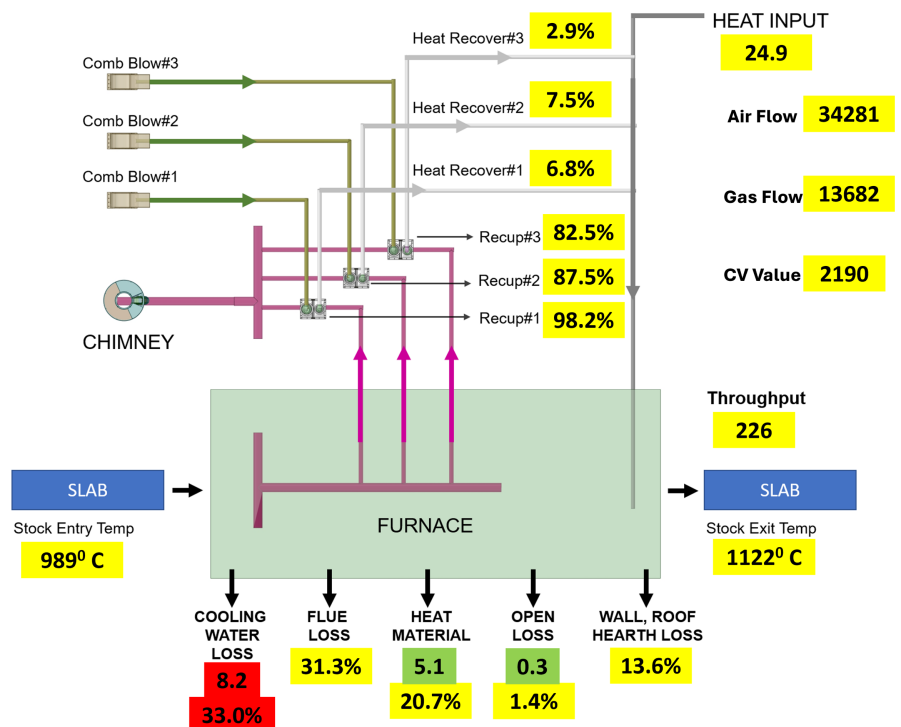 HEAT INPUT
24.9
Heat Recover#3
2.9%
Comb Blow#3
Heat Recover#2
7.5%
Air Flow
34281
Comb Blow#2
Heat Recover#1
6.8%
Comb Blow#1
Gas Flow
13682
Recup#3
82.5%
Recup#2
87.5%
CV Value
2190
Recup#1
98.2%
CHIMNEY
Throughput
226
SLAB
SLAB
FURNACE
Stock Entry Temp
989⁰ C
Stock Exit Temp
1122⁰ C
COOLING
WATER
LOSS
8.2
33.0%
FLUE
LOSS
31.3%
HEAT
MATERIAL
5.1
20.7%
OPEN
LOSS
0.3
1.4%
WALL, ROOF
HEARTH LOSS
13.6%